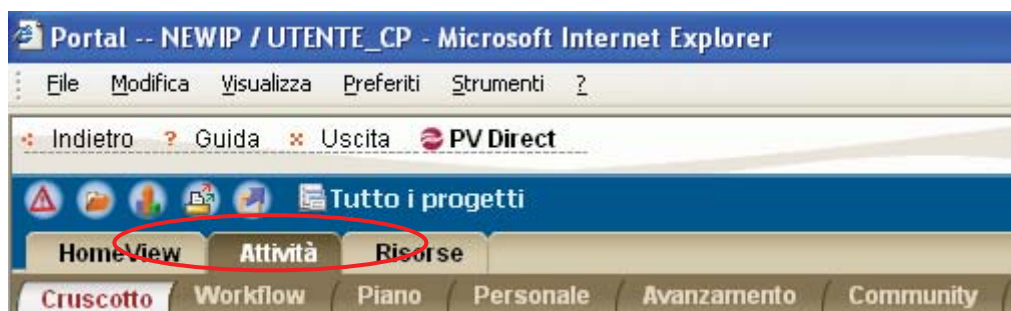 Portal -- NEWIP / UTENTE_CP - Microsoft Internet Explorer
File Modifica Visualizza Preferiti Strumenti ?
Indietro ? Guida × Uscita PV Direct
Tutto i progetti
HomeView Attività Risorse
Cruscotto Workflow Piano Personale Avanzamento Community